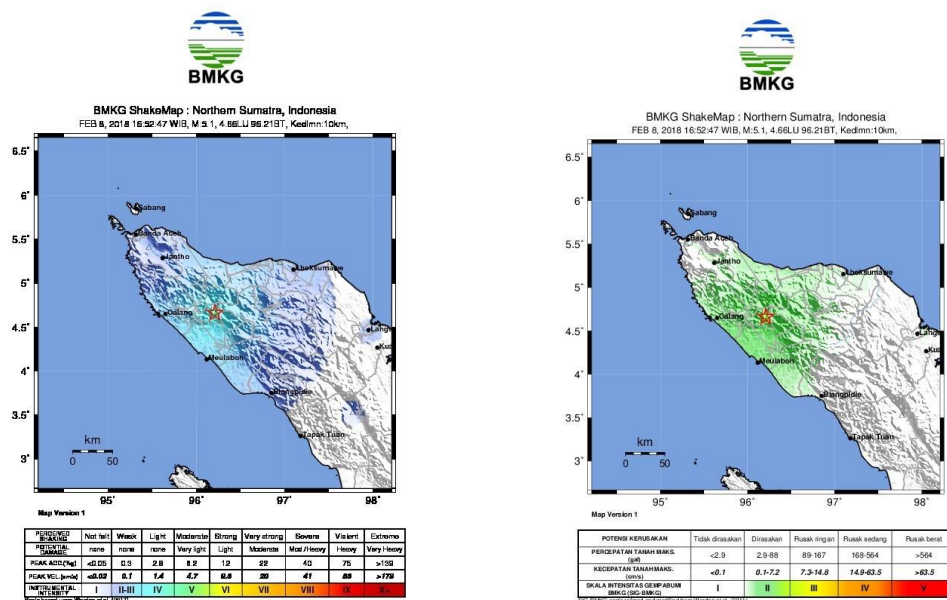 BMKG
BMKG ShakeMap : Northern Sumatra, Indonesia
FEB 8, 2018 16:52:47 WIB, M:5.1, 4.66LU 96.21BT, Kedlmn:10km,
6.5°
6°
5.5°
5°
4.5°
4°
3.5°
3°
Sabang
Banda Aceh
Jantho
Lhoksumawe
Calang
Lang
Kua
Meulaboh
Blangpidie
Tapak Tuan
km
0 50
95° 96° 97° 98°
Map Version 1
PERCEIVED SHAKING Not felt Weak Light Moderate Strong Very strong Severe Violent Extreme
POTENTIAL DAMAGE none none none Very light Light Moderate Mod./Heavy Heavy Very Heavy
PEAK ACC.(%g) <0.05 0.3 2.8 6.2 12 22 40 75 >139
PEAK VEL.(cm/s) <0.02 0.1 1.4 4.7 9.6 20 41 86 >178
INSTRUMENTAL INTENSITY I II-III IV V VI VII VIII IX X+
BMKG
BMKG ShakeMap : Northern Sumatra, Indonesia
FEB 8, 2018 16:52:47 WIB, M:5.1, 4.66LU 96.21BT, Kedlmn:10km,
6.5°
6°
5.5°
5°
4.5°
4°
3.5°
3°
Sabang
Banda Aceh
Jantho
Lhoksumawe
Calang
Lang
Kua
Meulaboh
Blangpidie
Tapak Tuan
km
0 50
95° 96° 97° 98°
Map Version 1
POTENSI KERUSAKAN Tidak dirasakan Dirasakan Rusak ringan Rusak sedang Rusak berat
PERCEPATAN TANAH MAKS. (gal) <2.9 2.9-88 89-167 168-564 >564
KECEPATAN TANAH MAKS. (cm/s) <0.1 0.1-7.2 7.3-14.8 14.9-63.5 >63.5
SKALA INTENSITAS GEMPABUMI BMKG (SIG-BMKG) I II III IV V